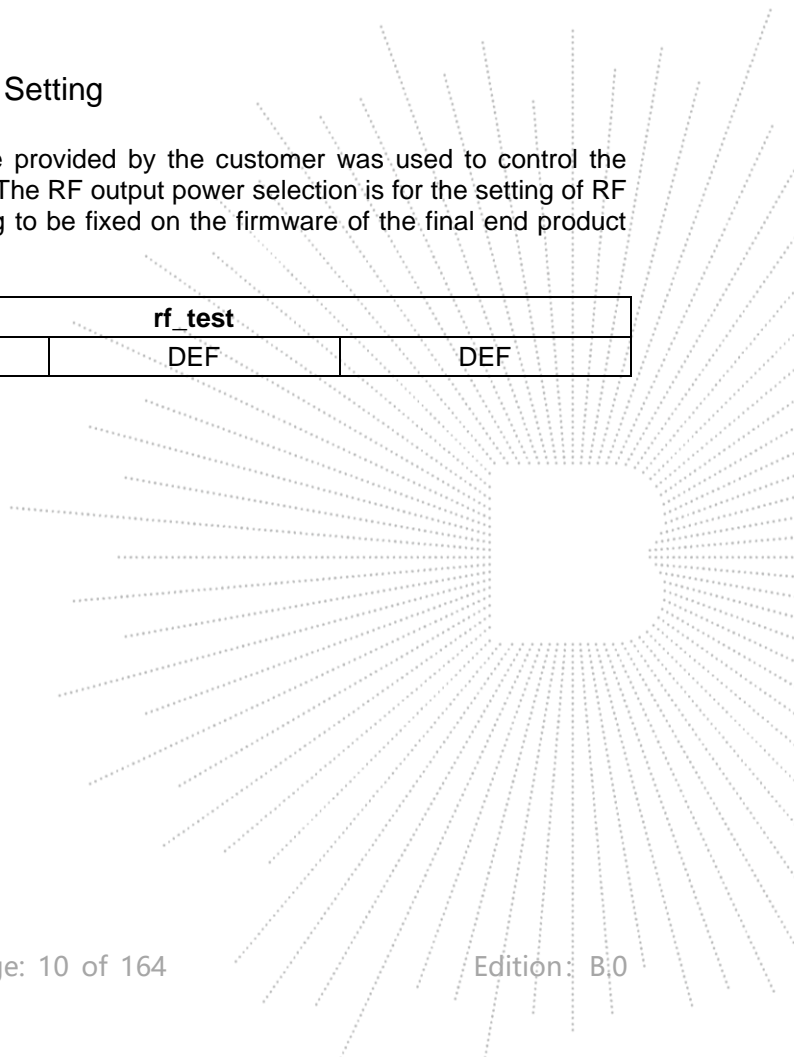 Setting
provided by the customer was used to control the
The RF output power selection is for the setting of RF
to be fixed on the firmware of the final end product
rf_test
DEF DEF
10 of 164 Edition: B.0